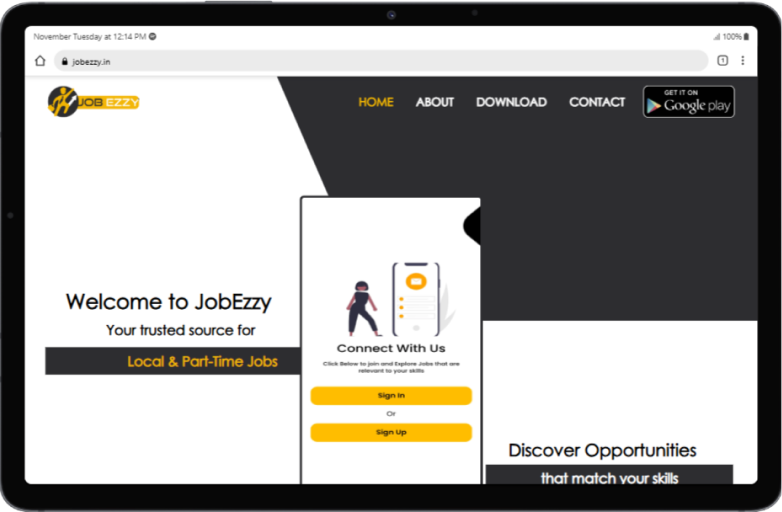 November Tuesday at 12:14 PM
100%
jobezzy.in
1
JOB EZZY
HOME
ABOUT
DOWNLOAD
CONTACT
GET IT ON
Google play
Welcome to JobEzzy
Your trusted source for
Local & Part-Time Jobs
Connect With Us
Click Below to join and Explore Jobs that are
relevant to your skills
Sign In
Or
Sign Up
Discover Opportunities
that match your skills